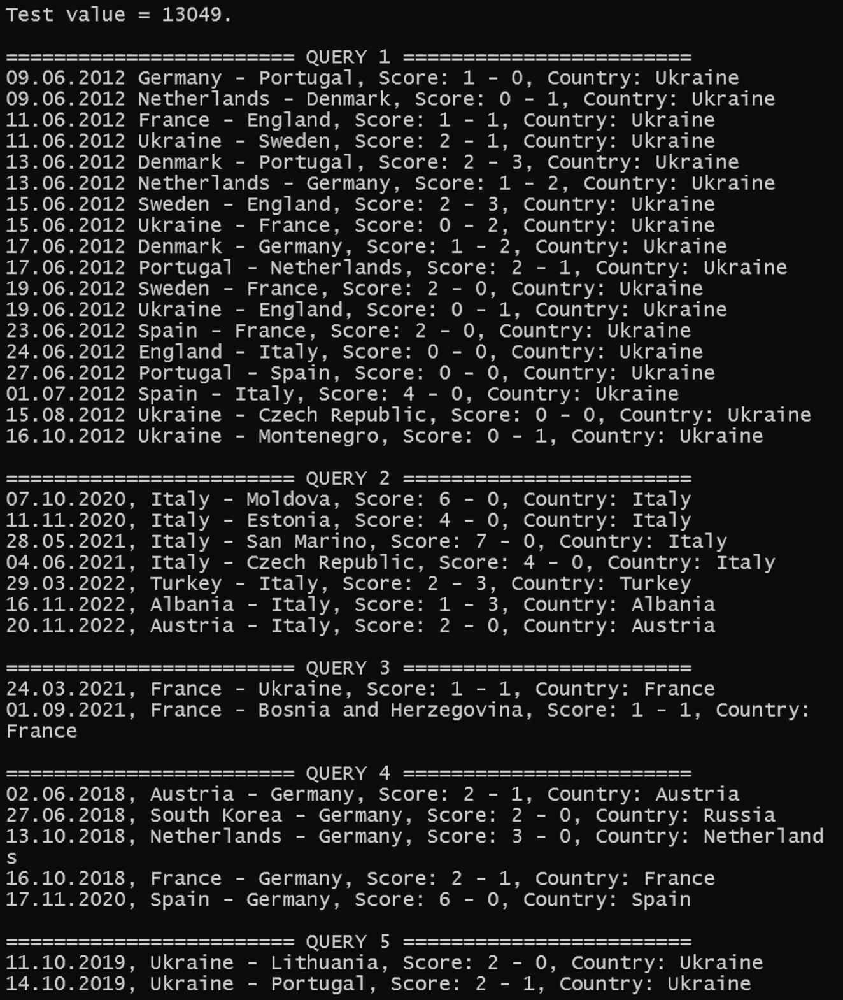 Test value = 13049.
======================== QUERY 1 ========================
09.06.2012 Germany - Portugal, Score: 1 - 0, Country: Ukraine
09.06.2012 Netherlands - Denmark, Score: 0 - 1, Country: Ukraine
11.06.2012 France - England, Score: 1 - 1, Country: Ukraine
11.06.2012 Ukraine - Sweden, Score: 2 - 1, Country: Ukraine
13.06.2012 Denmark - Portugal, Score: 2 - 3, Country: Ukraine
13.06.2012 Netherlands - Germany, Score: 1 - 2, Country: Ukraine
15.06.2012 Sweden - England, Score: 2 - 3, Country: Ukraine
15.06.2012 Ukraine - France, Score: 0 - 2, Country: Ukraine
17.06.2012 Denmark - Germany, Score: 1 - 2, Country: Ukraine
17.06.2012 Portugal - Netherlands, Score: 2 - 1, Country: Ukraine
19.06.2012 Sweden - France, Score: 2 - 0, Country: Ukraine
19.06.2012 Ukraine - England, Score: 0 - 1, Country: Ukraine
23.06.2012 Spain - France, Score: 2 - 0, Country: Ukraine
24.06.2012 England - Italy, Score: 0 - 0, Country: Ukraine
27.06.2012 Portugal - Spain, Score: 0 - 0, Country: Ukraine
01.07.2012 Spain - Italy, Score: 4 - 0, Country: Ukraine
15.08.2012 Ukraine - Czech Republic, Score: 0 - 0, Country: Ukraine
16.10.2012 Ukraine - Montenegro, Score: 0 - 1, Country: Ukraine
======================== QUERY 2 ========================
07.10.2020, Italy - Moldova, Score: 6 - 0, Country: Italy
11.11.2020, Italy - Estonia, Score: 4 - 0, Country: Italy
28.05.2021, Italy - San Marino, Score: 7 - 0, Country: Italy
04.06.2021, Italy - Czech Republic, Score: 4 - 0, Country: Italy
29.03.2022, Turkey - Italy, Score: 2 - 3, Country: Turkey
16.11.2022, Albania - Italy, Score: 1 - 3, Country: Albania
20.11.2022, Austria - Italy, Score: 2 - 0, Country: Austria
======================== QUERY 3 ========================
24.03.2021, France - Ukraine, Score: 1 - 1, Country: France
01.09.2021, France - Bosnia and Herzegovina, Score: 1 - 1, Country:
France
======================== QUERY 4 ========================
02.06.2018, Austria - Germany, Score: 2 - 1, Country: Austria
27.06.2018, South Korea - Germany, Score: 2 - 0, Country: Russia
13.10.2018, Netherlands - Germany, Score: 3 - 0, Country: Netherland
s
16.10.2018, France - Germany, Score: 2 - 1, Country: France
17.11.2020, Spain - Germany, Score: 6 - 0, Country: Spain
======================== QUERY 5 ========================
11.10.2019, Ukraine - Lithuania, Score: 2 - 0, Country: Ukraine
14.10.2019, Ukraine - Portugal, Score: 2 - 1, Country: Ukraine